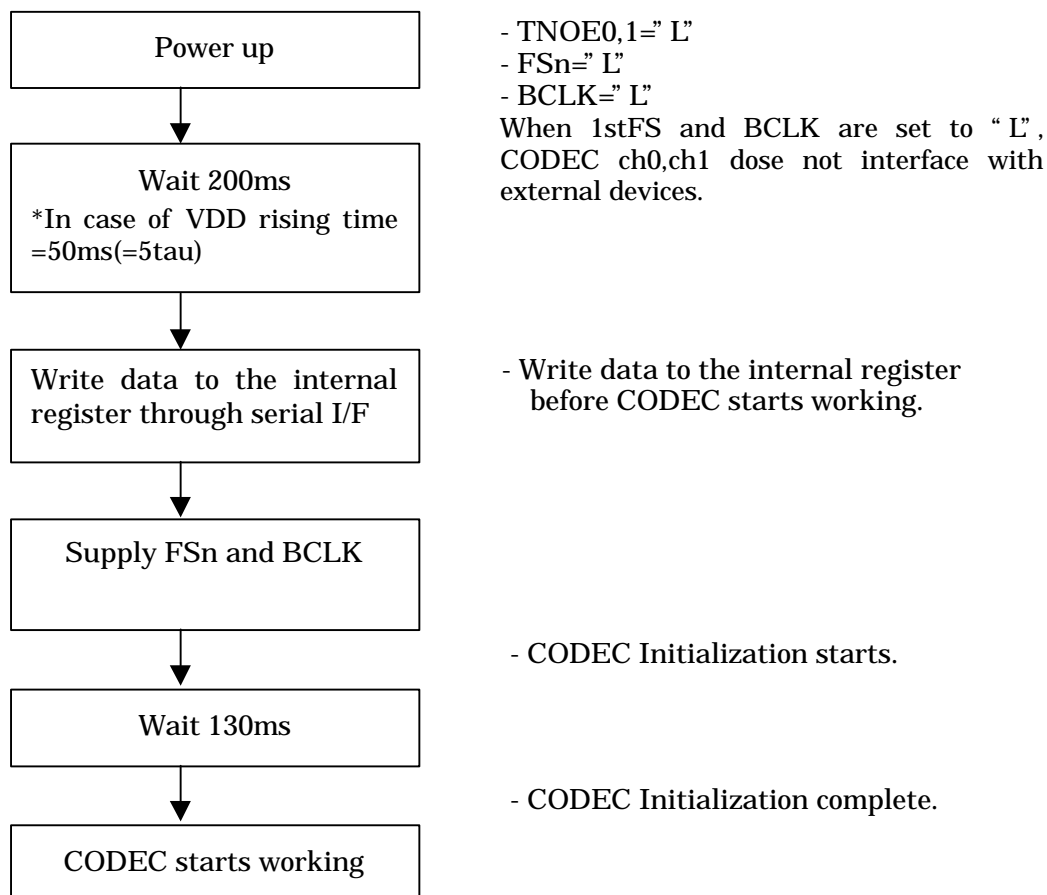 Power up
- TNOE0,1=”L”
- FSn=”L”
- BCLK=”L”
When 1stFS and BCLK are set to “L”,
CODEC ch0,ch1 dose not interface with
external devices.
Wait 200ms
*In case of VDD rising time
=50ms(=5tau)
Write data to the internal
register through serial I/F
- Write data to the internal register
before CODEC starts working.
Supply FSn and BCLK
- CODEC Initialization starts.
Wait 130ms
- CODEC Initialization complete.
CODEC starts working